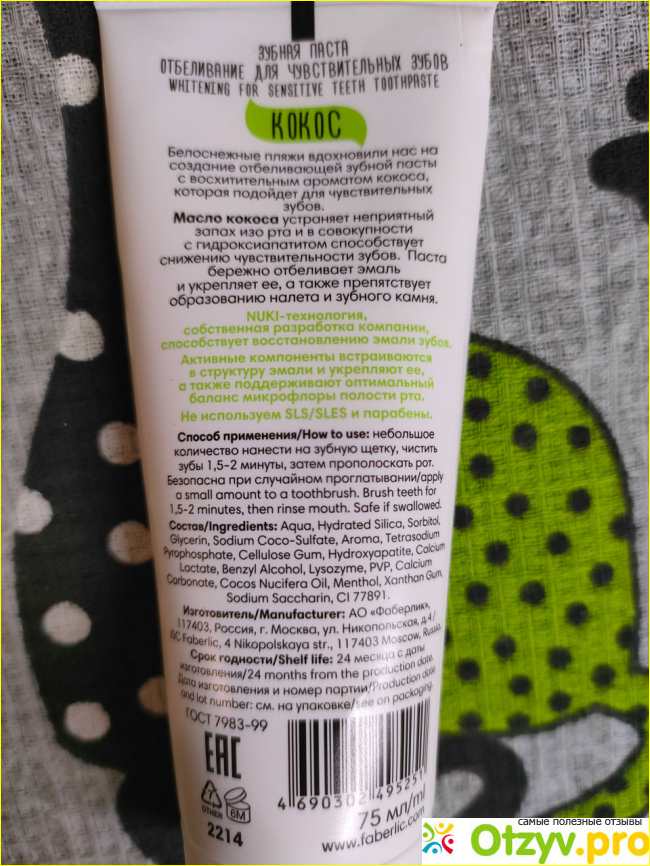 ЗУБНАЯ ПАСТА
ОТБЕЛИВАНИЕ ДЛЯ ЧУВСТВИТЕЛЬНЫХ ЗУБОВ
WHITENING FOR SENSITIVE TEETH TOOTHPASTE
КОКОС
Белоснежные пляжи вдохновили нас на
создание отбеливающей зубной пасты
с восхитительным ароматом кокоса,
которая подойдет для чувствительных
зубов.
Масло кокоса устраняет неприятный
запах изо рта и в совокупности
с гидроксиапатитом способствует
снижению чувствительности зубов. Паста
бережно отбеливает эмаль
и укрепляет ее, а также препятствует
образованию налета и зубного камня.
NUKI-технология,
собственная разработка компании,
способствует восстановлению эмали зубов.
Активные компоненты встраиваются
в структуру эмали и укрепляют ее,
а также поддерживают оптимальный
баланс микрофлоры полости рта.
Не используем SLS/SLES и парабены.
Способ применения/How to use: небольшое
количество нанести на зубную щетку, чистить
зубы 1,5-2 минуты, затем прополоскать рот.
Безопасна при случайном проглатывании/apply
a small amount to a toothbrush. Brush teeth for
1,5-2 minutes, then rinse mouth. Safe if swallowed.
Состав/Ingredients: Aqua, Hydrated Silica, Sorbitol,
Glycerin, Sodium Coco-Sulfate, Aroma, Tetrasodium
Pyrophosphate, Cellulose Gum, Hydroxyapatite, Calcium
Lactate, Benzyl Alcohol, Lysozyme, PVP, Calcium
Carbonate, Cocos Nucifera Oil, Menthol, Xanthan Gum,
Sodium Saccharin, CI 77891.
Изготовитель/Manufacturer: АО «Фаберлик»,
117403, Россия, г. Москва, ул. Никопольская, д.4/
JSC Faberlic, 4 Nikopolskaya str., 117403 Moscow, Russia.
Срок годности/Shelf life: 24 месяца с даты
изготовления/24 months from the production date.
Дата изготовления и номер партии/Production date
and lot number: см. на упаковке/see on packaging.
ГОСТ 7983-99
EAC
OTHER
6M
2214
4 690302 495251
75 мл/ml
www.faberlic.com
самые полезные отзывы
Otzyv.pro